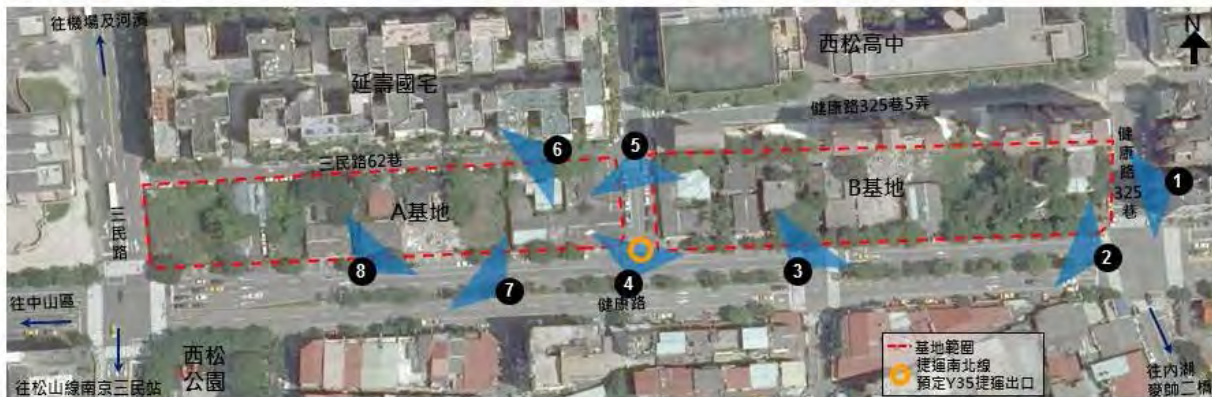 往機場及河濱
N
西松高中
延壽國宅
健康路325巷5弄
6
5
三民路62巷
健
康
路
325
巷
1
A基地
B基地
三民路
8
7
4
3
2
健康路
往中山區
西松
公園
往松山線南京三民站
基地範圍
捷運南北線
預定Y35捷運出口
往內湖
麥帥二橋